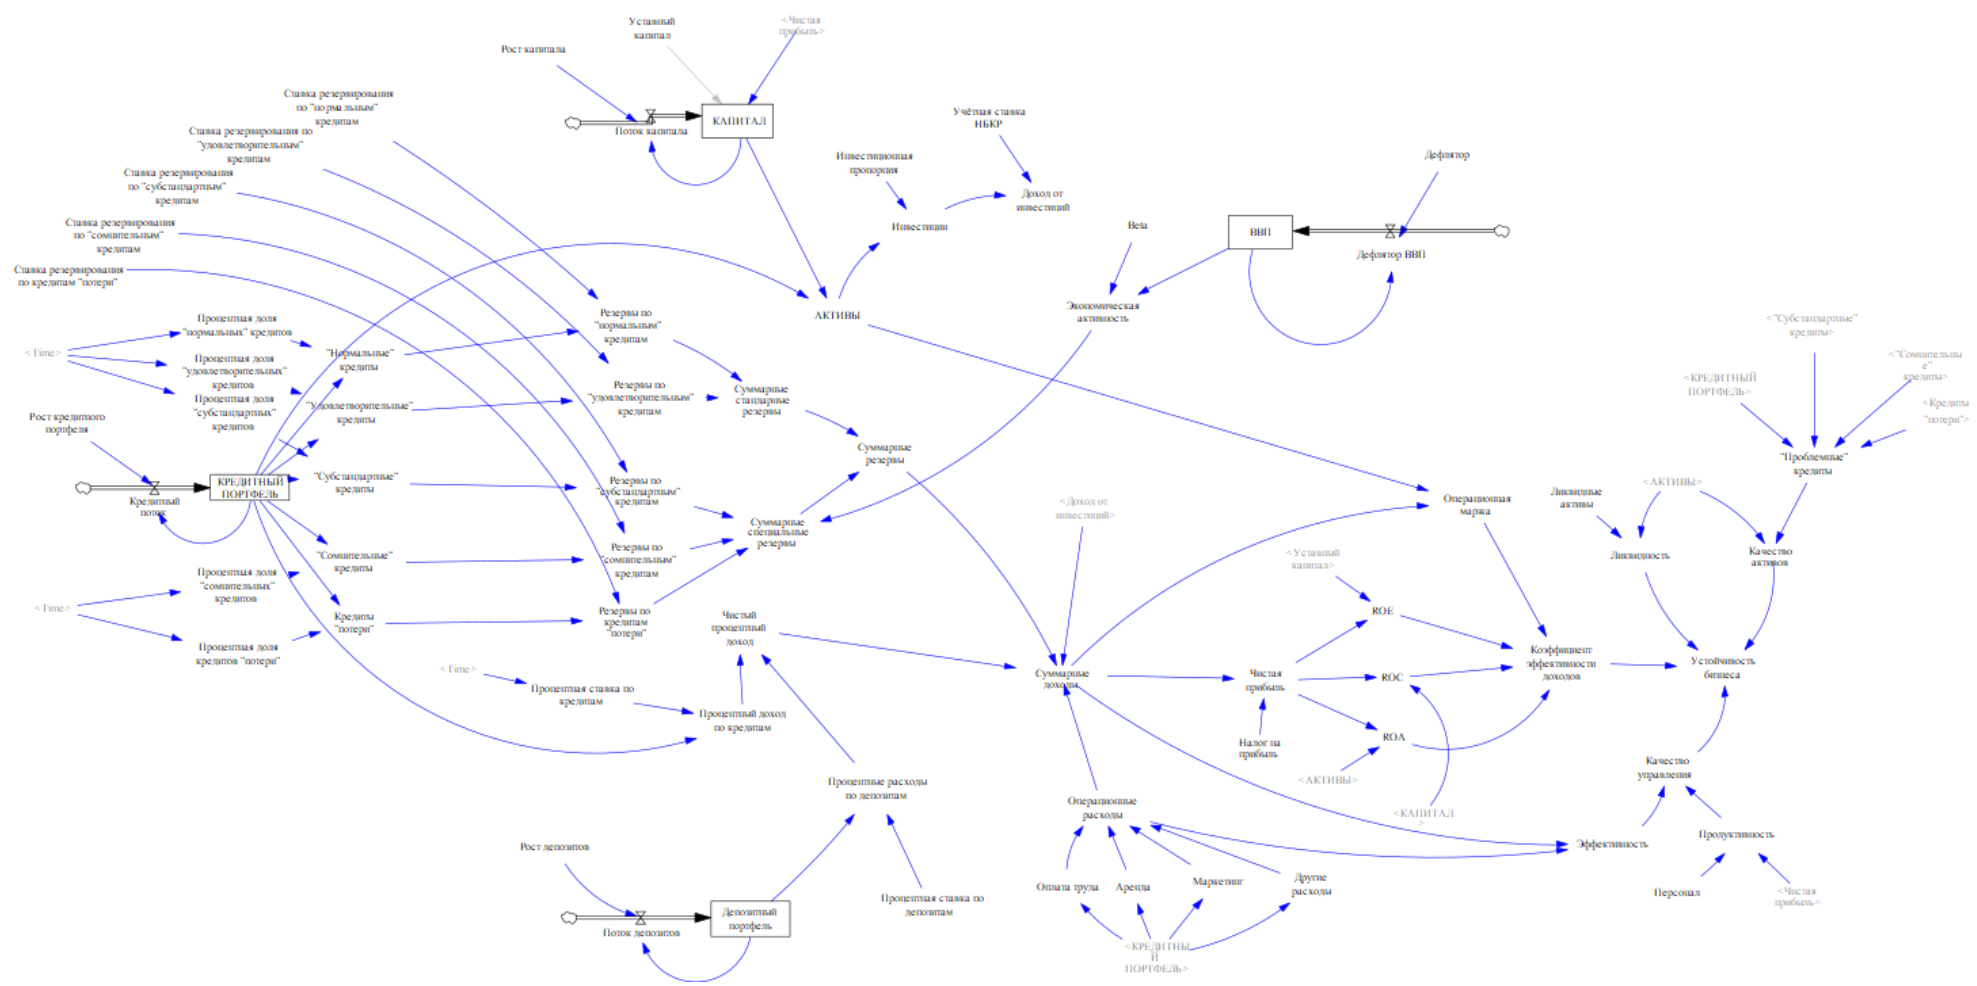 Уставный
капитал
<Чистая
прибыль>
Рост капитала
КАПИТАЛ
Поток капитала
Ставка резервирования
по "нормальным"
кредитам
Ставка резервирования по
"удовлетворительным"
кредитам
Ставка резервирования
по "субстандартным"
кредитам
Ставка резервирования
по "сомнительным"
кредитам
Ставка резервирования
по кредитам "потери"
Учётная ставка
НБКР
Инвестиционная
пропорция
Доход от
инвестиций
Инвестиции
Дефлятор
Beta
ВВП
Дефлятор ВВП
Экономическая
активность
АКТИВЫ
<Time>
Процентная доля
"нормальных" кредитов
Процентная доля
"удовлетворительных"
кредитов
Процентная доля
"субстандартных"
кредитов
"Нормальные"
кредиты
"Удовлетворительные"
кредиты
Резервы по
"нормальным"
кредитам
Резервы по
"удовлетворительным"
кредитам
Суммарные
стандартные
резервы
Суммарные
резервы
<"Субстандартные"
кредиты>
<"Сомнительны
е"
кредиты>
<КРЕДИТНЫЙ
ПОРТФЕЛЬ>
<Кредиты
"потери">
"Проблемные"
кредиты
Рост кредитного
портфеля
КРЕДИТНЫЙ
ПОРТФЕЛЬ
Кредитный
поток
"Субстандартные"
кредиты
Резервы по
"субстандартным"
кредитам
Суммарные
специальные
резервы
<Доход от
инвестиций>
Операционная
маржа
Ликвидные
активы
<АКТИВЫ>
Ликвидность
Качество
активов
"Сомнительные"
кредиты
Резервы по
"сомнительным"
кредитам
Процентная доля
"сомнительных"
кредитов
<Time>
Процентная доля
кредитов "потери"
Кредиты
"потери"
Резервы по
кредитам
"потери"
Чистый
процентный
доход
<Уставный
капитал>
ROE
Суммарные
доходы
Чистая
прибыль
ROC
Коэффициент
эффективности
доходов
Устойчивость
бизнеса
<Time>
Процентная ставка по
кредитам
Процентный доход
по кредитам
Налог на
прибыль
ROA
<АКТИВЫ>
<КАПИТАЛ
>
Качество
управления
Процентные расходы
по депозитам
Операционные
расходы
Эффективность
Продуктивность
Персонал
<Чистая
прибыль>
Рост депозитов
Депозитный
портфель
Поток депозитов
Процентная ставка по
депозитам
Оплата труда
Аренда
Маркетинг
Другие
расходы
<КРЕДИТНЫ
Й
ПОРТФЕЛЬ>